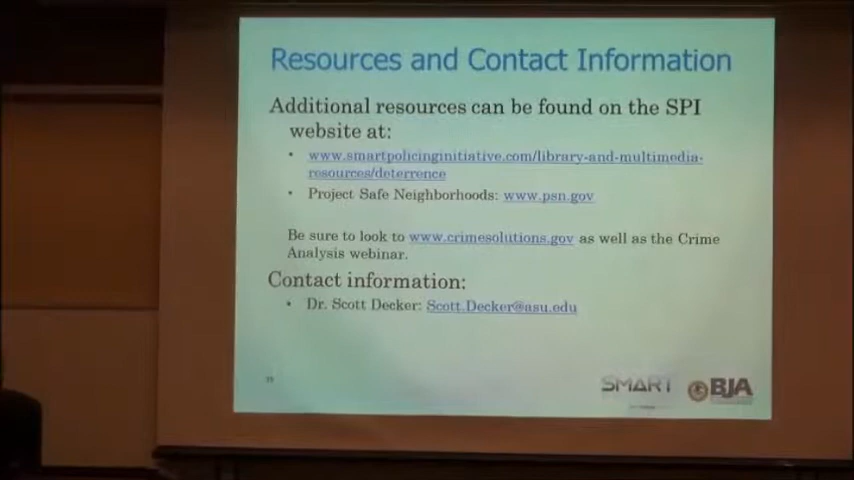 Resources and Contact Information
Additional resources can be found on the SPI
website at:
• www.smartpolicinginitiative.com/library-and-multimedia-
resources/deterrence
• Project Safe Neighborhoods: www.psn.gov
Be sure to look to www.crimesolutions.gov as well as the Crime
Analysis webinar.
Contact information:
• Dr. Scott Decker: Scott.Decker@asu.edu
SMART
BJA